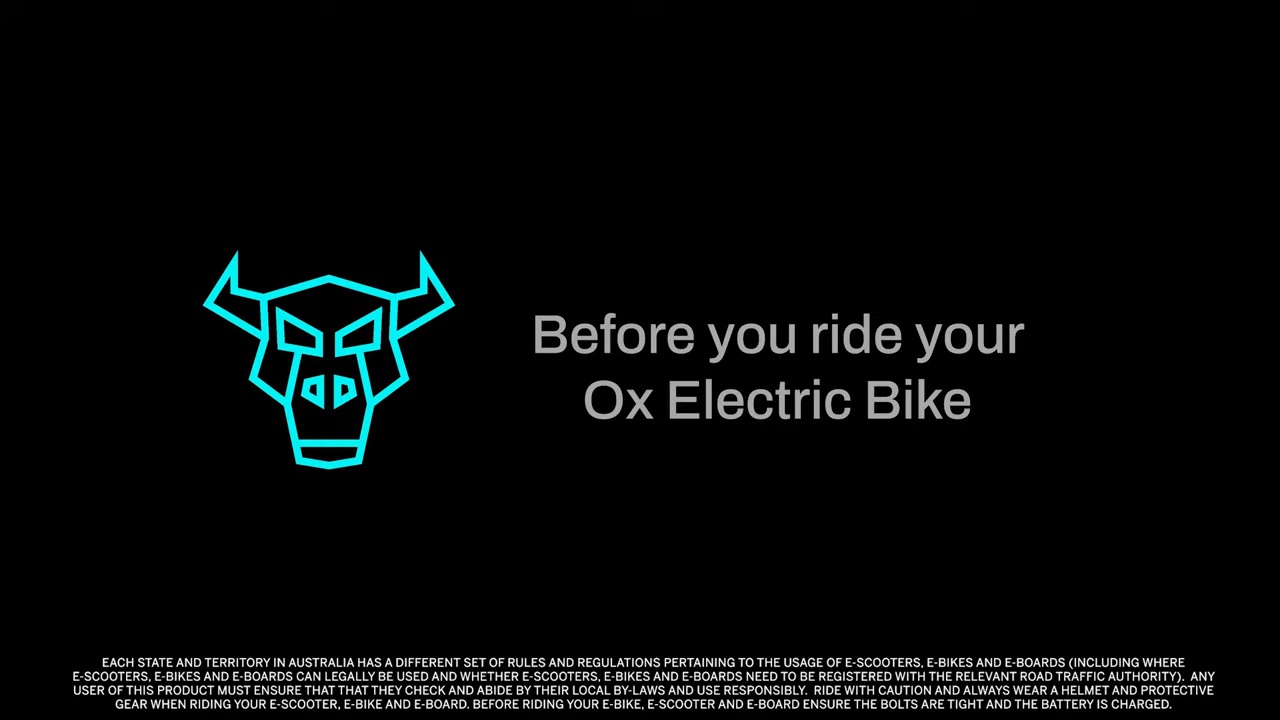 Before you ride your
Ox Electric Bike
EACH STATE AND TERRITORY IN AUSTRALIA HAS A DIFFERENT SET OF RULES AND REGULATIONS PERTAINING TO THE USAGE OF E-SCOOTERS, E-BIKES AND E-BOARDS (INCLUDING WHERE
E-SCOOTERS, E-BIKES AND E-BOARDS CAN LEGALLY BE USED AND WHETHER E-SCOOTERS, E-BIKES AND E-BOARDS NEED TO BE REGISTERED WITH THE RELEVANT ROAD TRAFFIC AUTHORITY).  ANY
USER OF THIS PRODUCT MUST ENSURE THAT THAT THEY CHECK AND ABIDE BY THEIR LOCAL BY-LAWS AND USE RESPONSIBLY.  RIDE WITH CAUTION AND ALWAYS WEAR A HELMET AND PROTECTIVE
GEAR WHEN RIDING YOUR E-SCOOTER, E-BIKE AND E-BOARD. BEFORE RIDING YOUR E-BIKE, E-SCOOTER AND E-BOARD ENSURE THE BOLTS ARE TIGHT AND THE BATTERY IS CHARGED.